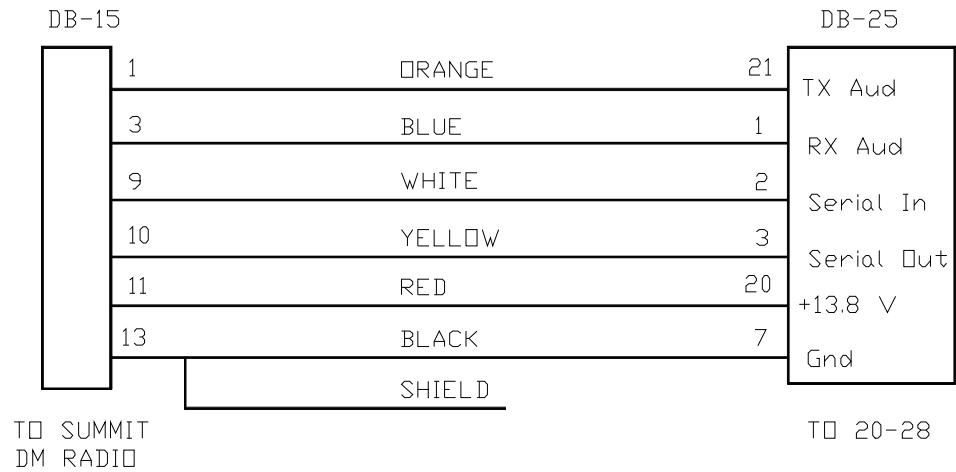 DB-15 DB-25
1 ORANGE 21 TX Aud
3 BLUE 1 RX Aud
9 WHITE 2 Serial In
10 YELLOW 3 Serial Out
11 RED 20 +13.8 V
13 BLACK 7 Gnd
SHIELD
TO SUMMIT TO 20-28
DM RADIO